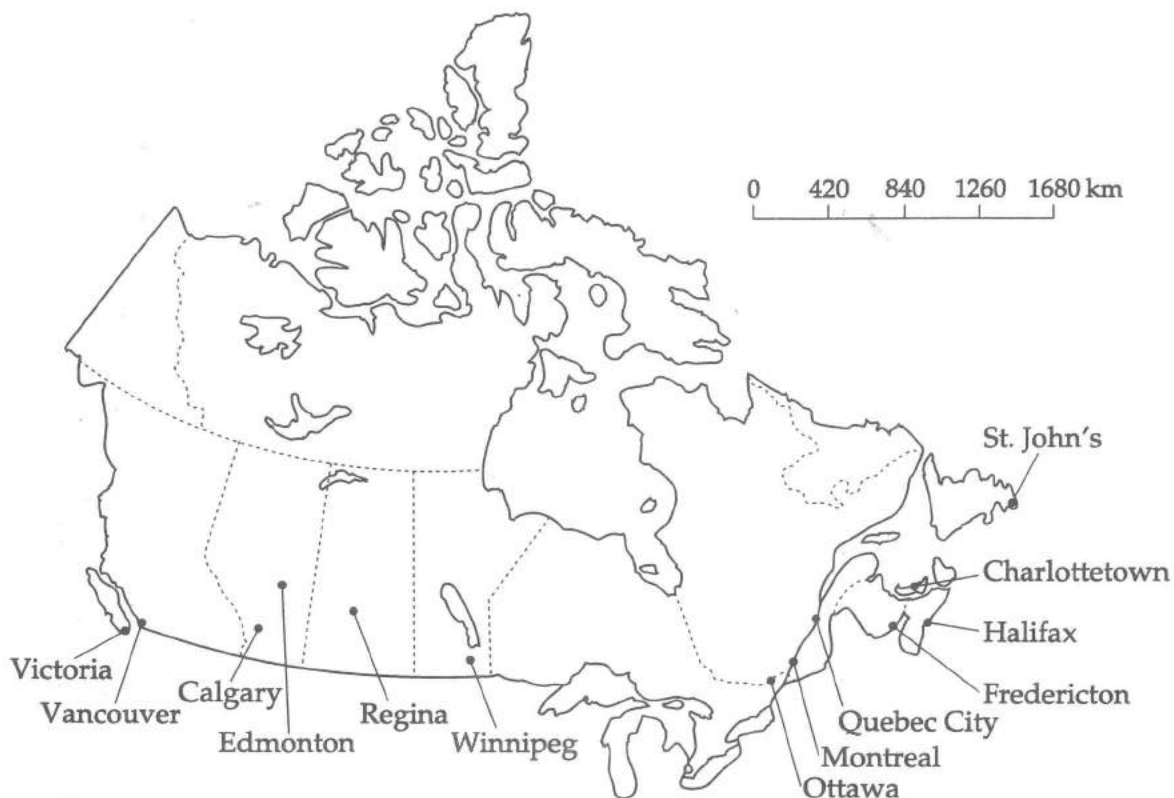 0 420 840 1260 1680 km
St. John's
Charlottetown
Halifax
Victoria
Calgary
Regina
Fredericton
Vancouver
Quebec City
Edmonton
Winnipeg
Montreal
Ottawa